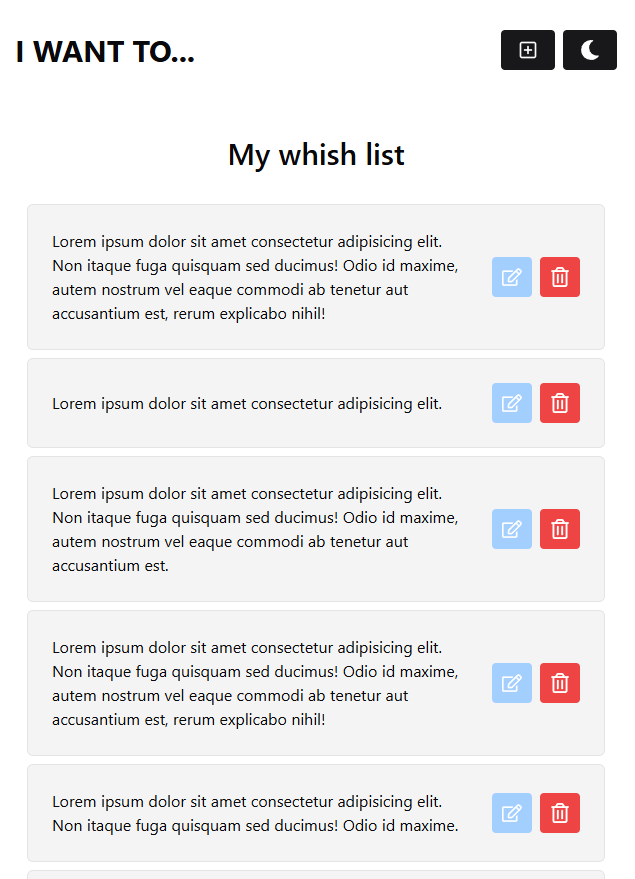 I WANT TO...
My whish list
Lorem ipsum dolor sit amet consectetur adipisicing elit.
Non itaque fuga quisquam sed ducimus! Odio id maxime,
autem nostrum vel eaque commodi ab tenetur aut
accusantium est, rerum explicabo nihil!
Lorem ipsum dolor sit amet consectetur adipisicing elit.
Lorem ipsum dolor sit amet consectetur adipisicing elit.
Non itaque fuga quisquam sed ducimus! Odio id maxime,
autem nostrum vel eaque commodi ab tenetur aut
accusantium est.
Lorem ipsum dolor sit amet consectetur adipisicing elit.
Non itaque fuga quisquam sed ducimus! Odio id maxime,
autem nostrum vel eaque commodi ab tenetur aut
accusantium est, rerum explicabo nihil!
Lorem ipsum dolor sit amet consectetur adipisicing elit.
Non itaque fuga quisquam sed ducimus! Odio id maxime.